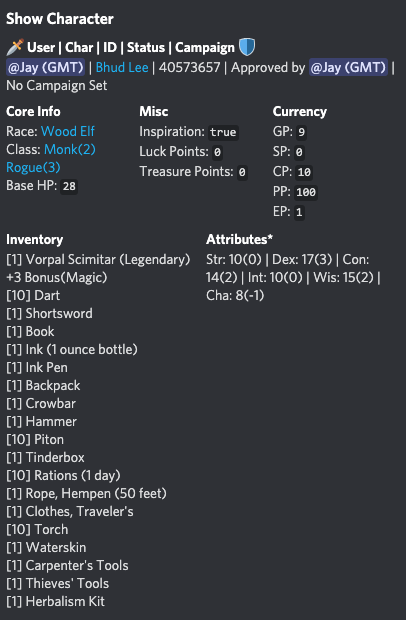 Show Character
User | Char | ID | Status | Campaign
@Jay (GMT) | Bhud Lee | 40573657 | Approved by @Jay (GMT) |
No Campaign Set
Core Info
Race: Wood Elf
Class: Monk(2)
Rogue(3)
Base HP: 28
Misc
Inspiration: true
Luck Points: 0
Treasure Points: 0
Currency
GP: 9
SP: 0
CP: 10
PP: 100
EP: 1
Inventory
[1] Vorpal Scimitar (Legendary)
+3 Bonus(Magic)
[10] Dart
[1] Shortsword
[1] Book
[1] Ink (1 ounce bottle)
[1] Ink Pen
[1] Backpack
[1] Crowbar
[1] Hammer
[10] Piton
[1] Tinderbox
[10] Rations (1 day)
[1] Rope, Hempen (50 feet)
[1] Clothes, Traveler's
[10] Torch
[1] Waterskin
[1] Carpenter's Tools
[1] Thieves' Tools
[1] Herbalism Kit
Attributes*
Str: 10(0) | Dex: 17(3) | Con:
14(2) | Int: 10(0) | Wis: 15(2) |
Cha: 8(-1)